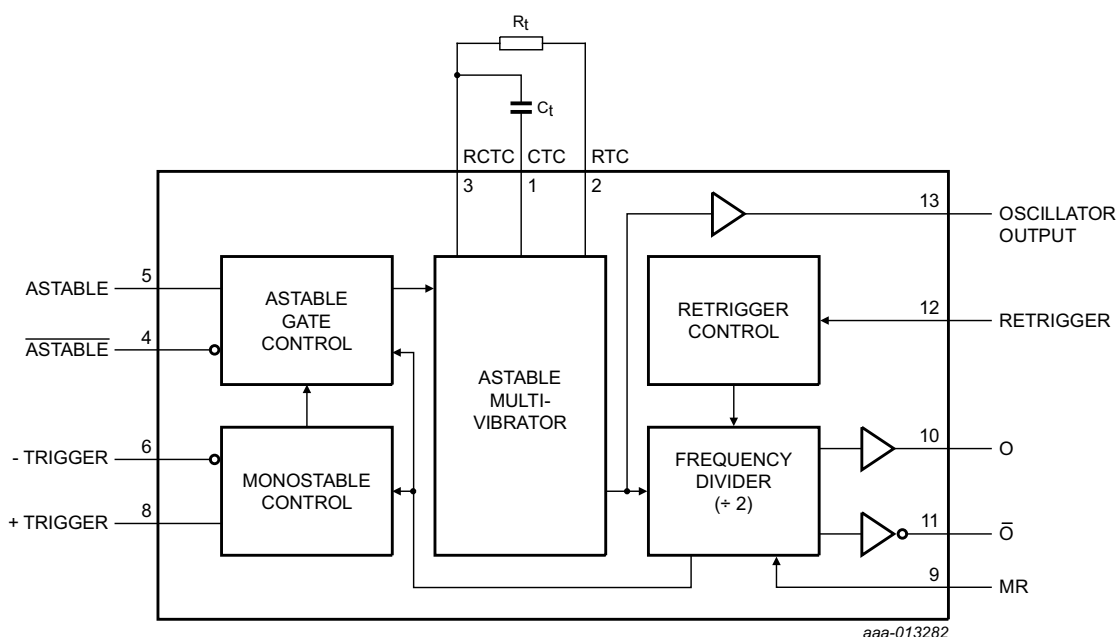 Rt
Ct
RCTC CTC RTC
3 1 2
13
OSCILLATOR
OUTPUT
5
ASTABLE
ASTABLE
GATE
CONTROL
4
ASTABLE
RETRIGGER
CONTROL
12
RETRIGGER
ASTABLE
MULTI-
VIBRATOR
6
- TRIGGER
MONOSTABLE
CONTROL
8
+ TRIGGER
FREQUENCY
DIVIDER
(÷ 2)
10
O
11
O̅
9
MR
aaa-013282